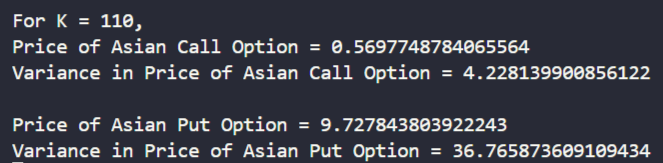 For K = 110,
Price of Asian Call Option = 0.5697748784065564
Variance in Price of Asian Call Option = 4.228139900856122
Price of Asian Put Option = 9.727843803922243
Variance in Price of Asian Put Option = 36.765873609109434